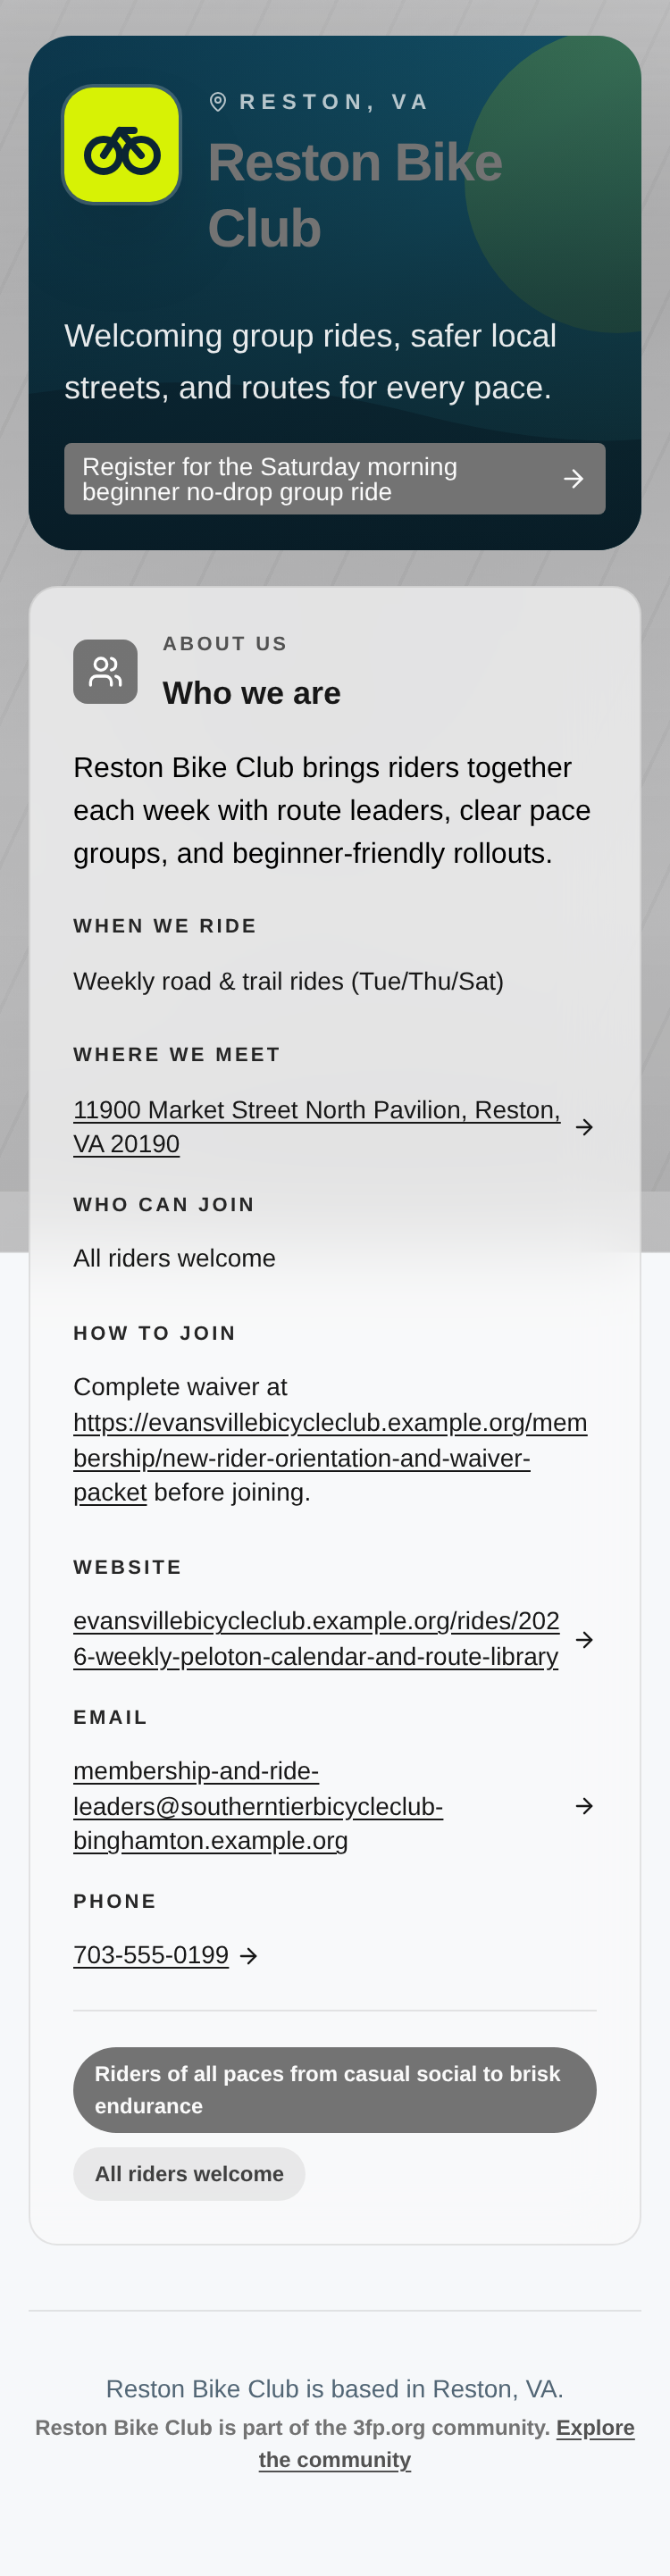 RESTON, VA
Reston Bike
Club
Welcoming group rides, safer local
streets, and routes for every pace.
Register for the Saturday morning
beginner no-drop group ride
ABOUT US
Who we are
Reston Bike Club brings riders together
each week with route leaders, clear pace
groups, and beginner-friendly rollouts.
WHEN WE RIDE
Weekly road & trail rides (Tue/Thu/Sat)
WHERE WE MEET
11900 Market Street North Pavilion, Reston,
VA 20190
WHO CAN JOIN
All riders welcome
HOW TO JOIN
Complete waiver at
https://evansvillebicycleclub.example.org/mem
bership/new-rider-orientation-and-waiver-
packet before joining.
WEBSITE
evansvillebicycleclub.example.org/rides/202
6-weekly-peloton-calendar-and-route-library
EMAIL
membership-and-ride-
leaders@southerntierbicycleclub-
binghamton.example.org
PHONE
703-555-0199
Riders of all paces from casual social to brisk
endurance
All riders welcome
Reston Bike Club is based in Reston, VA.
Reston Bike Club is part of the 3fp.org community. Explore
the community